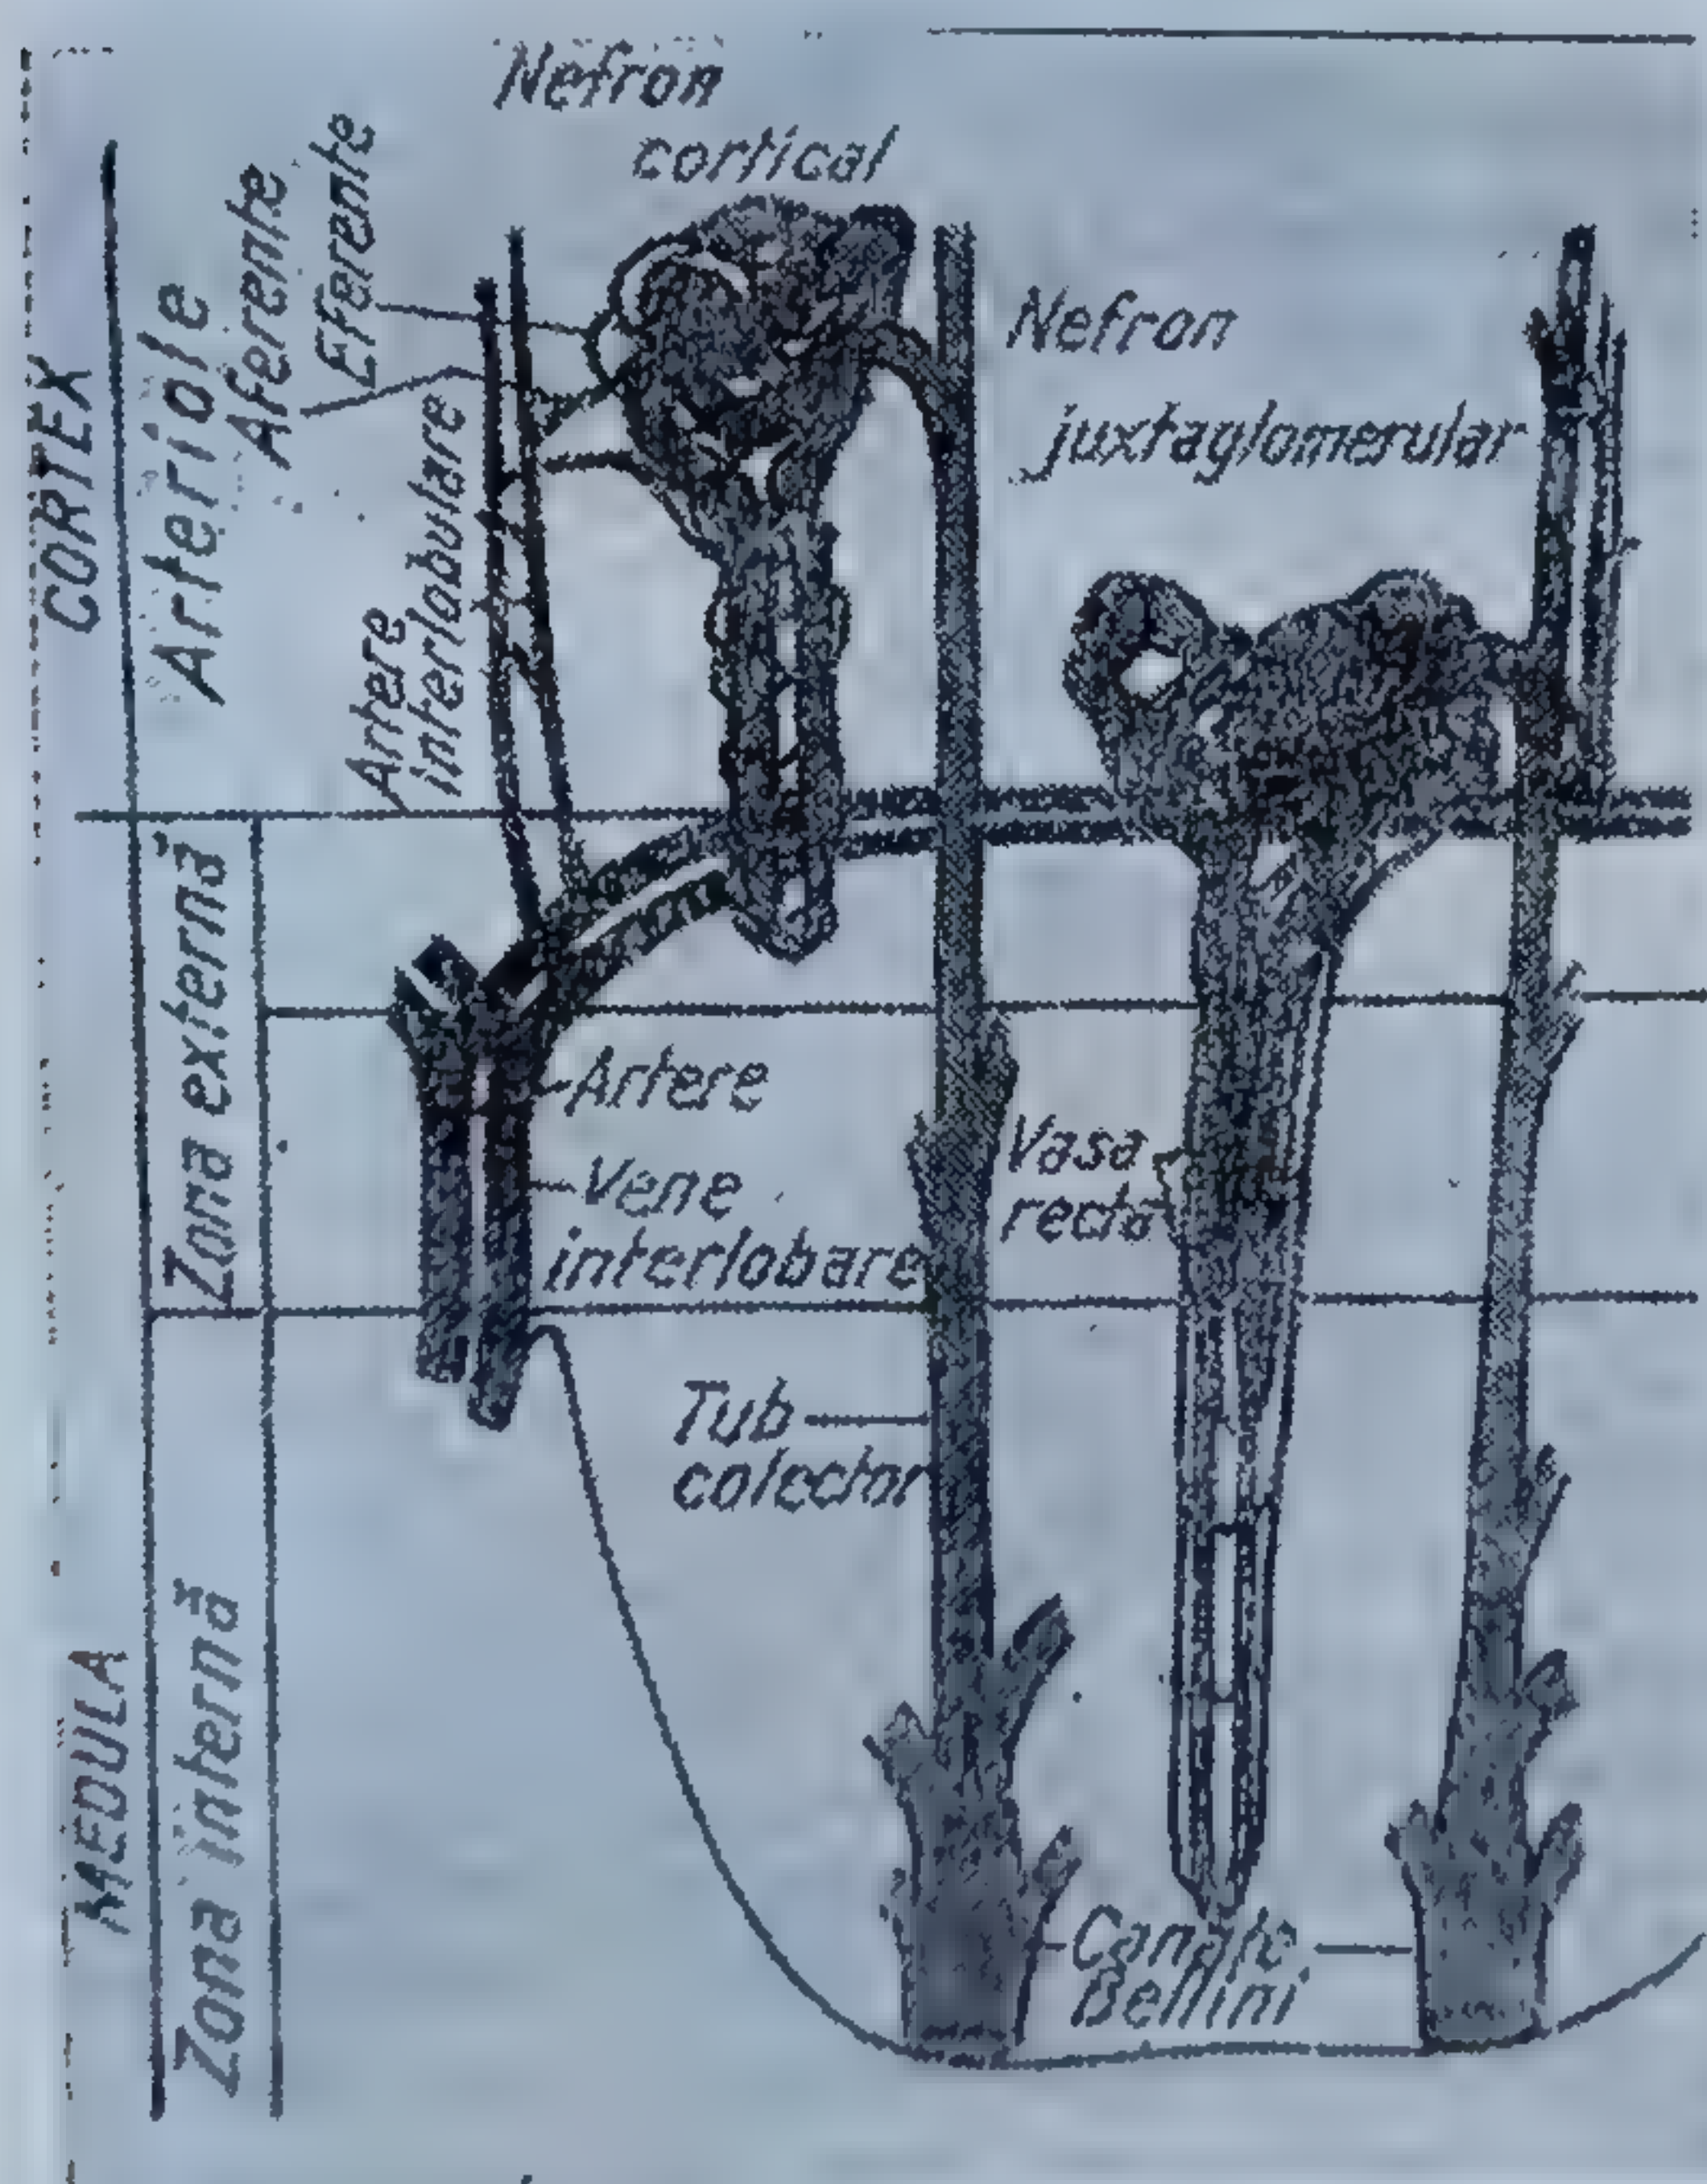 Nefron
cortical
CORTEX
Arteriole
Aferente
Eferente
Artere
interlobulare
Nefron
juxtaglomerular
Zona externă
Artere
Vene
interlobare
Vasa
recta
Tub
colector
MEDULA
Zona internă
Canale
Bellini